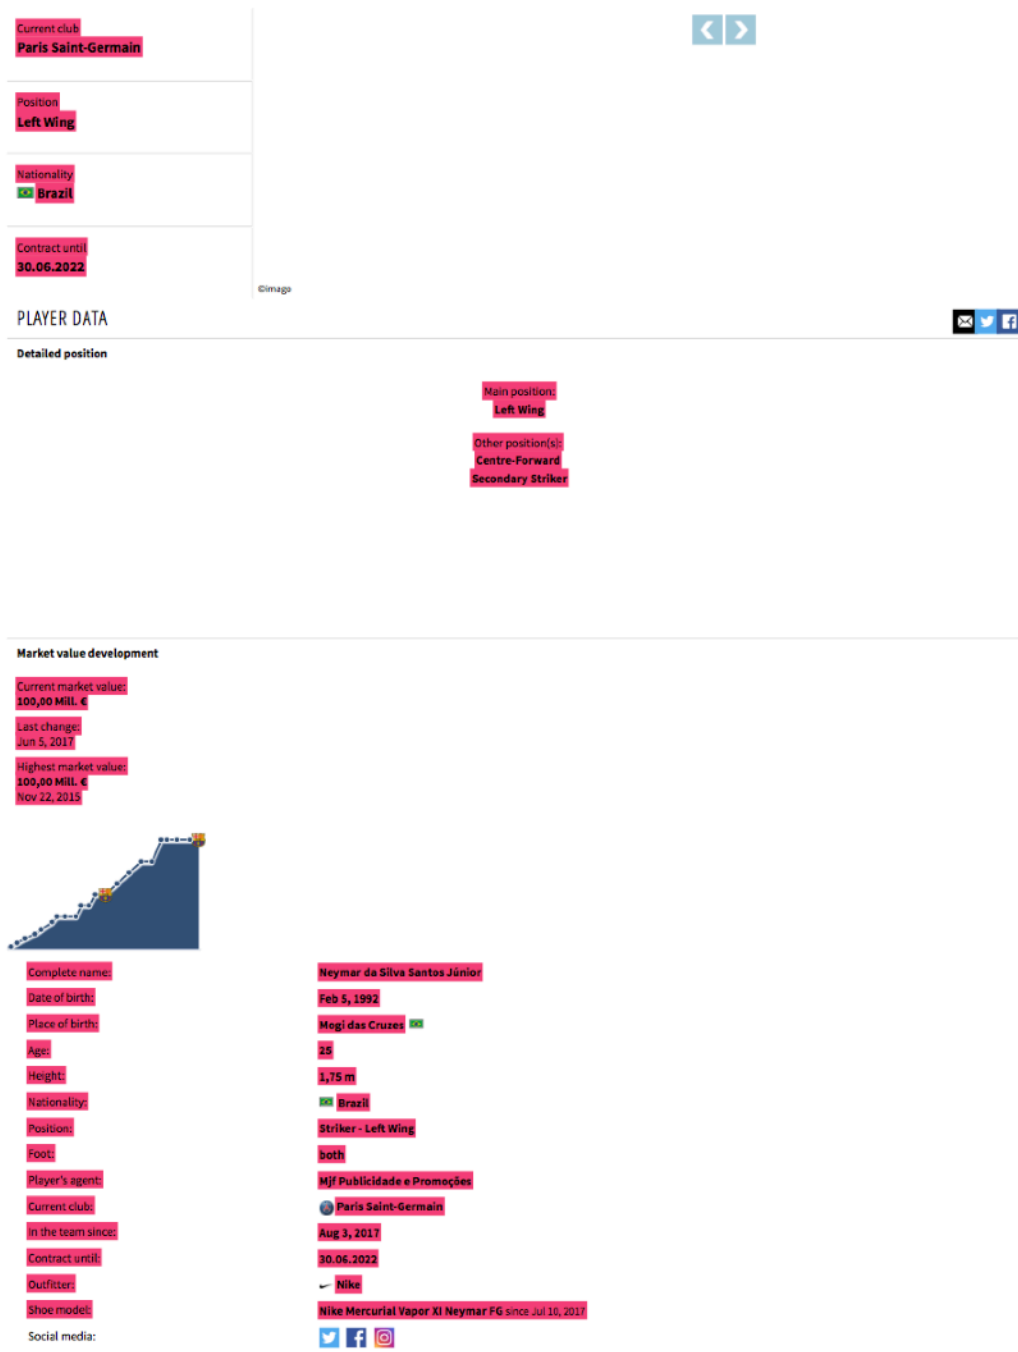 Current club
Paris Saint-Germain
Position
Left Wing
Nationality
Brazil
Contract until
30.06.2022
©imago
PLAYER DATA
Detailed position
Main position:
Left Wing
Other position(s):
Centre-Forward
Secondary Striker
Market value development
Current market value:
100,00 Mill. €
Last change:
Jun 5, 2017
Highest market value:
100,00 Mill. €
Nov 22, 2015
Complete name: Neymar da Silva Santos Júnior
Date of birth: Feb 5, 1992
Place of birth: Mogi das Cruzes
Age: 25
Height: 1,75 m
Nationality: Brazil
Position: Striker - Left Wing
Foot: both
Player's agent: Mjf Publicidade e Promoções
Current club: Paris Saint-Germain
In the team since: Aug 3, 2017
Contract until: 30.06.2022
Outfitter: Nike
Shoe model: Nike Mercurial Vapor XI Neymar FG since Jul 10, 2017
Social media: